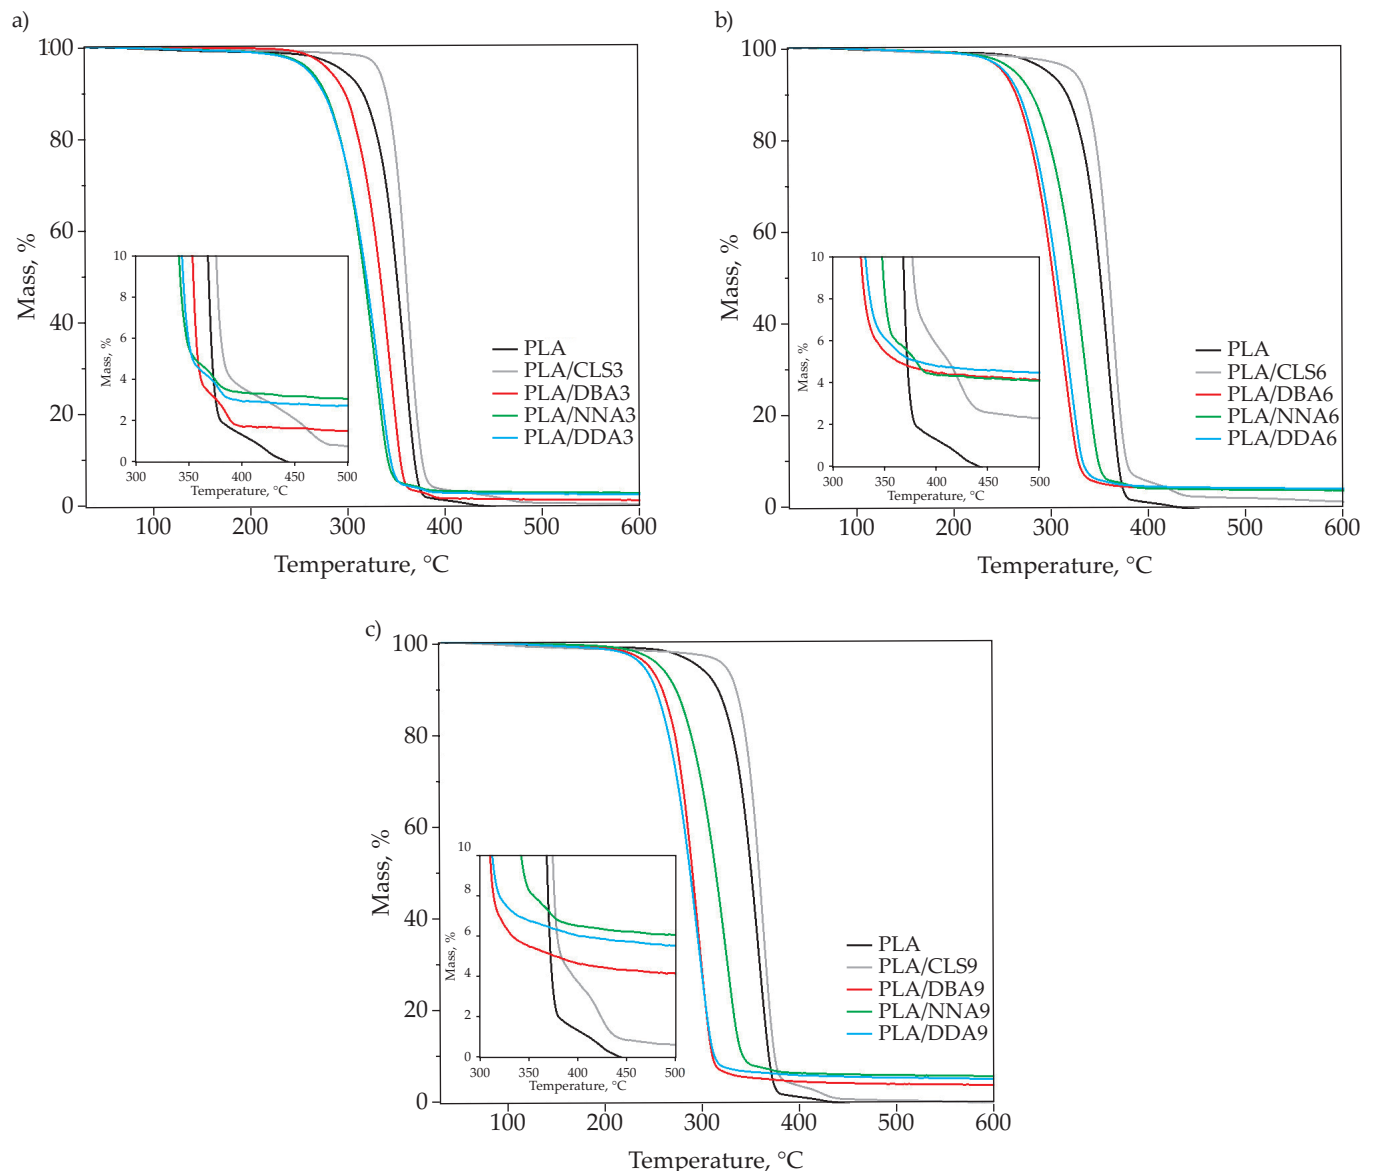 a)
100
80
60
40
20
0
Mass, %
100
200
300
400
500
600
Temperature, °C
10
8
6
4
2
0
Mass, %
300
350
400
450
500
Temperature, °C
PLA
PLA/CLS3
PLA/DBA3
PLA/NNA3
PLA/DDA3
b)
100
80
60
40
20
0
Mass, %
100
200
300
400
500
600
Temperature, °C
10
8
6
4
2
0
Mass, %
300
350
400
450
500
Temperature, °C
PLA
PLA/CLS6
PLA/DBA6
PLA/NNA6
PLA/DDA6
c)
100
80
60
40
20
0
Mass, %
100
200
300
400
500
600
Temperature, °C
10
8
6
4
2
0
Mass, %
300
350
400
450
500
Temperature, °C
PLA
PLA/CLS9
PLA/DBA9
PLA/NNA9
PLA/DDA9